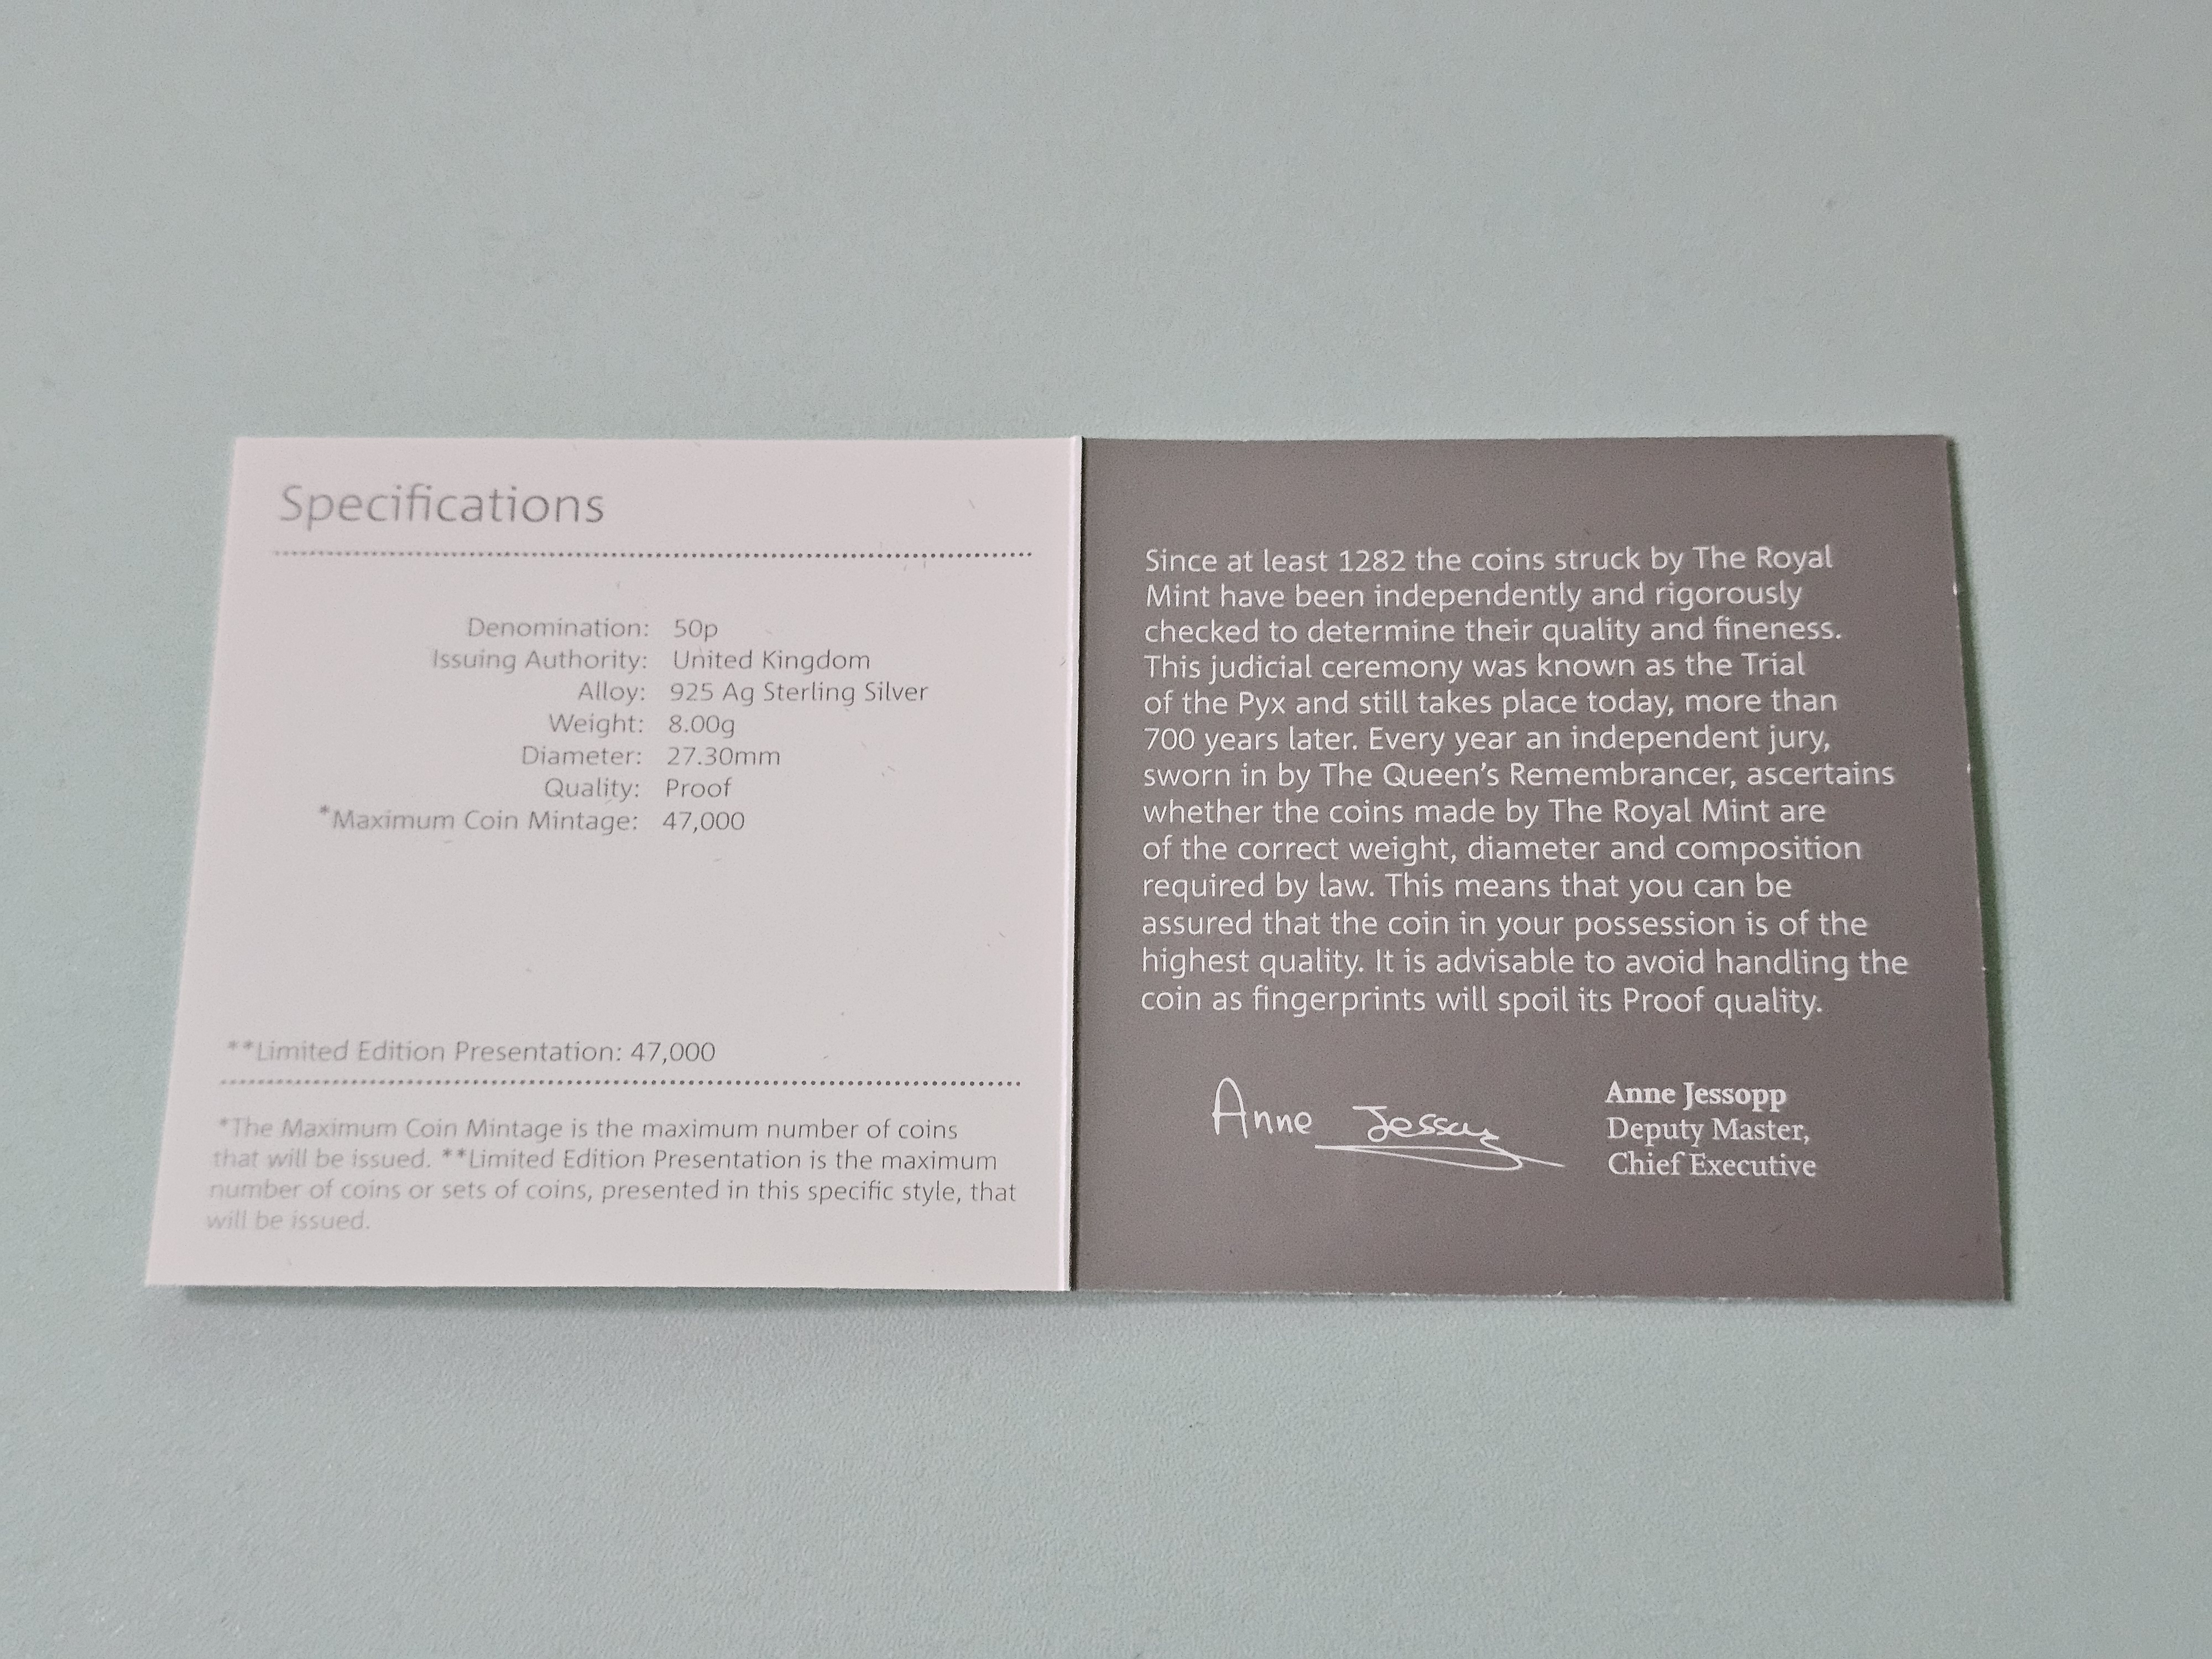 Specifications
Denomination: 50p
Issuing Authority: United Kingdom
Alloy: 925 Ag Sterling Silver
Weight: 8.00g
Diameter: 27.30mm
Quality: Proof
*Maximum Coin Mintage: 47,000
**Limited Edition Presentation: 47,000
*The Maximum Coin Mintage is the maximum number of coins
that will be issued. **Limited Edition Presentation is the maximum
number of coins or sets of coins, presented in this specific style, that
will be issued.
Since at least 1282 the coins struck by The Royal
Mint have been independently and rigorously
checked to determine their quality and fineness.
This judicial ceremony was known as the Trial
of the Pyx and still takes place today, more than
700 years later. Every year an independent jury,
sworn in by The Queen’s Remembrancer, ascertains
whether the coins made by The Royal Mint are
of the correct weight, diameter and composition
required by law. This means that you can be
assured that the coin in your possession is of the
highest quality. It is advisable to avoid handling the
coin as fingerprints will spoil its Proof quality.
Anne Jessopp
Anne Jessopp
Deputy Master,
Chief Executive